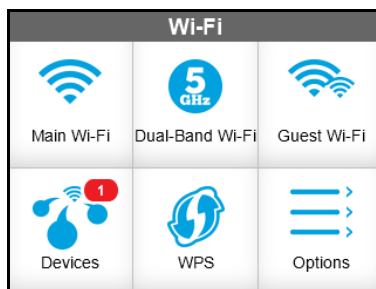 Wi-Fi
5
GHz
Main Wi-Fi
Dual-Band Wi-Fi
Guest Wi-Fi
1
Devices
WPS
Options